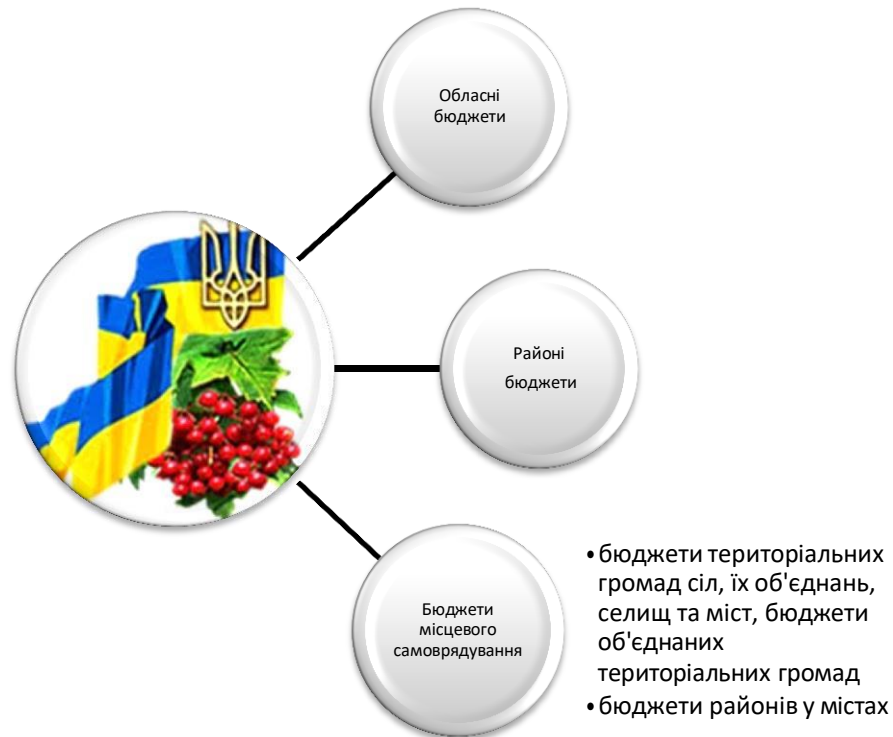 Обласні
бюджети
Районі
бюджети
Бюджети
місцевого
самоврядування
•бюджети територіальних
громад сіл, їх об'єднань,
селищ та міст, бюджети
об'єднаних
територіальних громад
•бюджети районів у містах